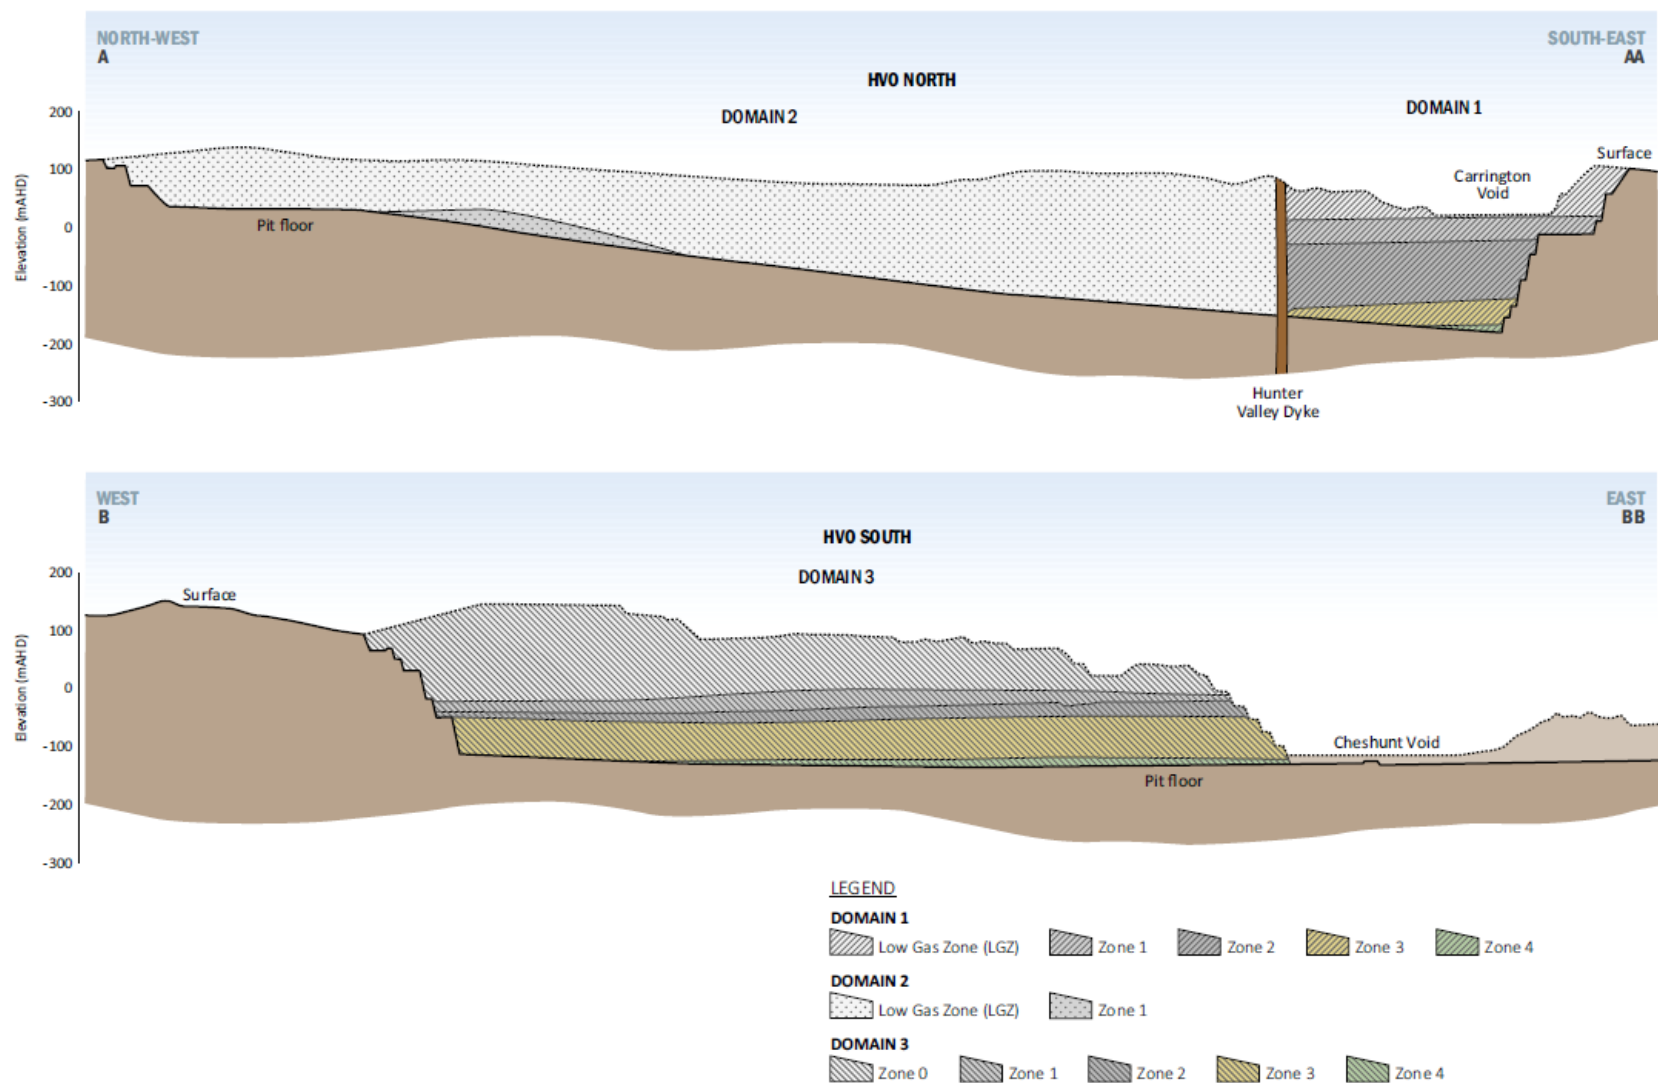 NORTH-WEST
A
SOUTH-EAST
AA
HVO NORTH
DOMAIN 2
DOMAIN 1
Surface
Carrington
Void
Pit floor
Hunter
Valley Dyke
Elevation (mAHD)
200
100
0
-100
-200
-300
WEST
B
EAST
BB
HVO SOUTH
DOMAIN 3
Surface
Cheshunt Void
Pit floor
Elevation (mAHD)
200
100
0
-100
-200
-300
LEGEND
DOMAIN 1
Low Gas Zone (LGZ) Zone 1 Zone 2 Zone 3 Zone 4
DOMAIN 2
Low Gas Zone (LGZ) Zone 1
DOMAIN 3
Zone 0 Zone 1 Zone 2 Zone 3 Zone 4